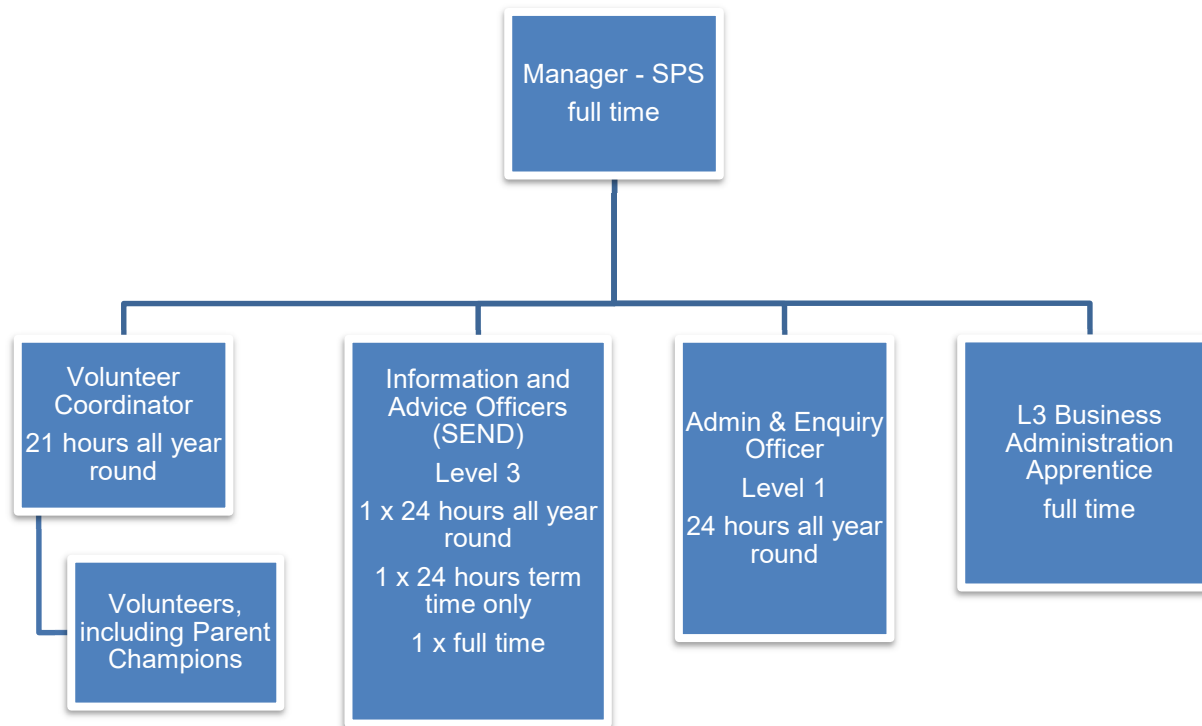 Manager - SPS
full time
Volunteer
Coordinator
21 hours all year
round
Volunteers,
including Parent
Champions
Information and
Advice Officers
(SEND)
Level 3
1 x 24 hours all year
round
1 x 24 hours term
time only
1 x full time
Admin & Enquiry
Officer
Level 1
24 hours all year
round
L3 Business
Administration
Apprentice
full time